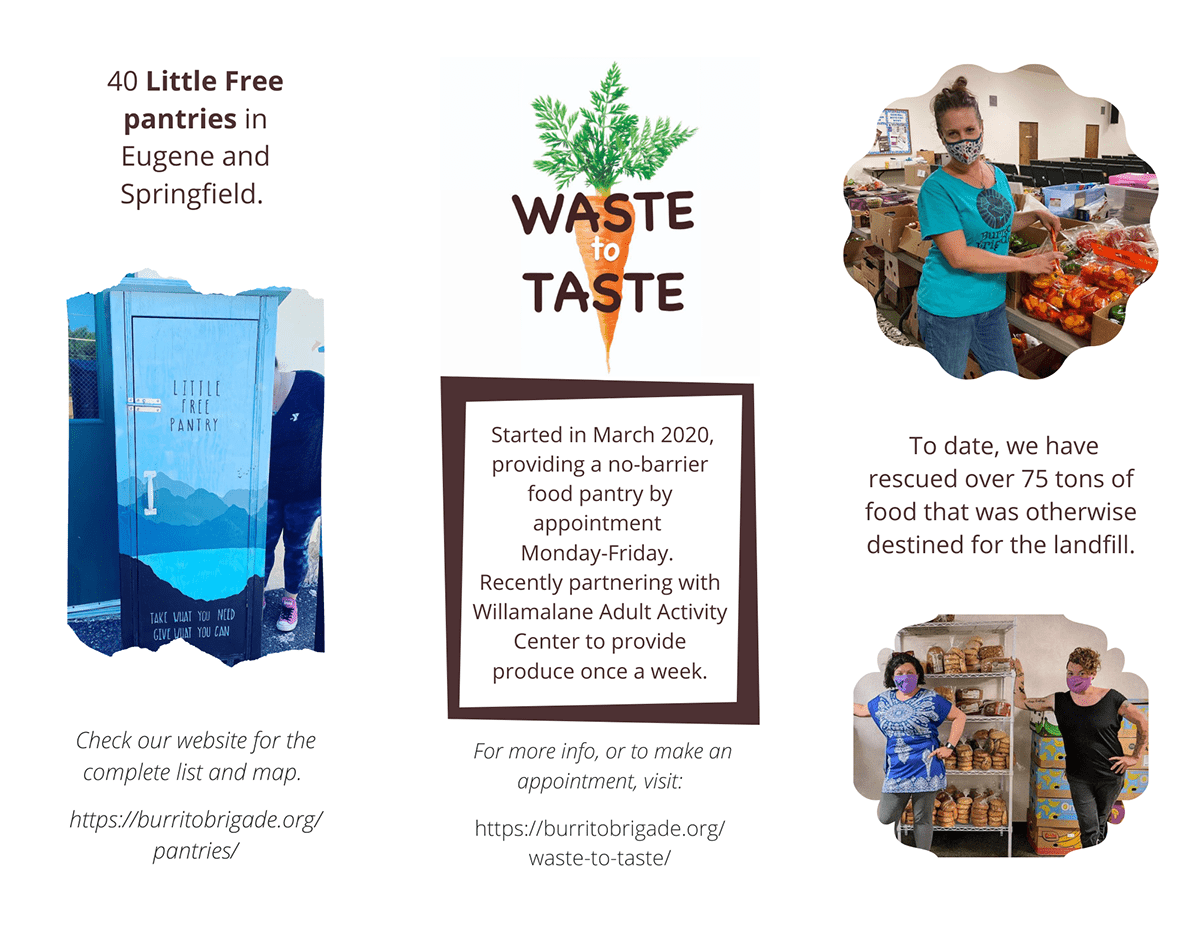 40 Little Free
pantries in
Eugene and
Springfield.
LITTLE
FREE
PANTRY
TAKE WHAT YOU NEED
GIVE WHAT YOU CAN
Check our website for the
complete list and map.
https://burritobrigade.org/
pantries/
WASTE
to
TASTE
Started in March 2020,
providing a no-barrier
food pantry by
appointment
Monday-Friday.
Recently partnering with
Willamalane Adult Activity
Center to provide
produce once a week.
For more info, or to make an
appointment, visit:
https://burritobrigade.org/
waste-to-taste/
To date, we have
rescued over 75 tons of
food that was otherwise
destined for the landfill.